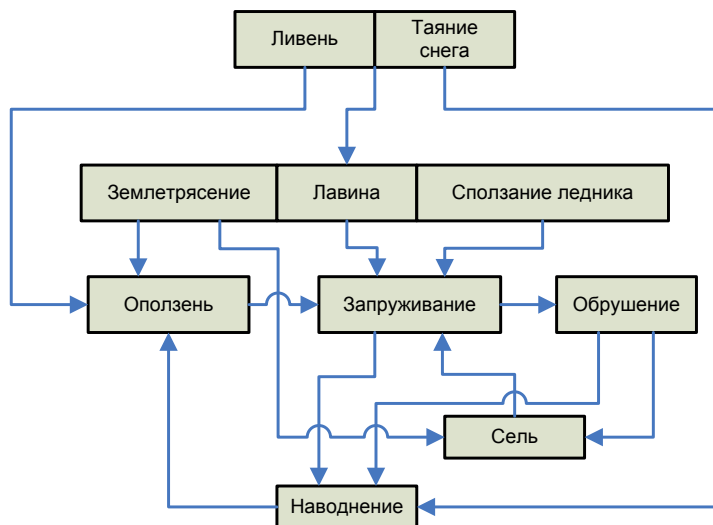 Ливень
Таяние
снега
Землетрясение
Лавина
Сползание ледника
Оползень
Запруживание
Обрушение
Сель
Наводнение